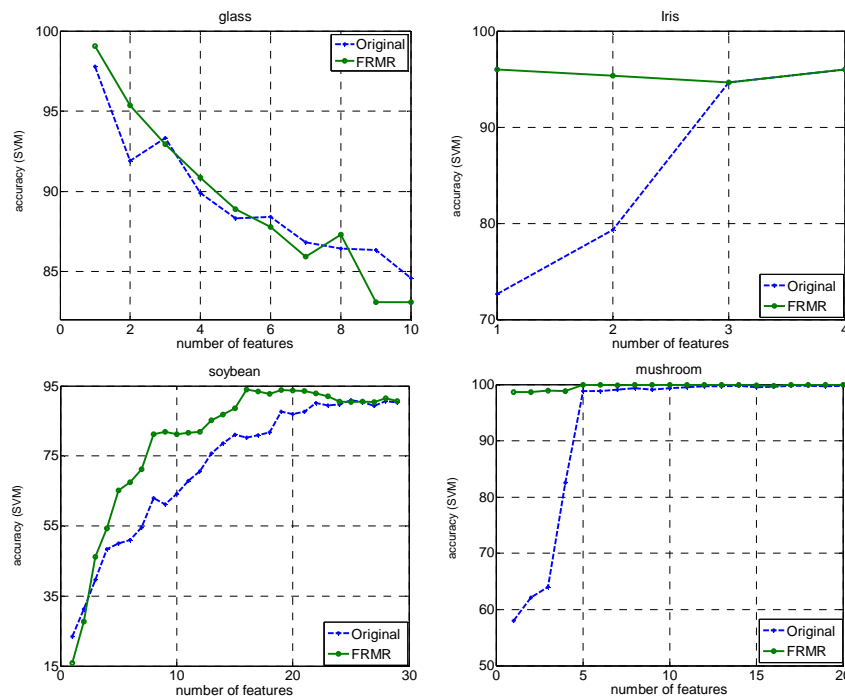 glass
100
95
90
85
0
2
4
6
8
10
accuracy (SVM)
number of features
Original
FRMR
Iris
100
90
80
70
1
2
3
4
accuracy (SVM)
number of features
Original
FRMR
soybean
95
75
55
35
15
0
10
20
30
accuracy (SVM)
number of features
Original
FRMR
mushroom
100
90
80
70
60
50
0
5
10
15
20
accuracy (SVM)
number of features
Original
FRMR